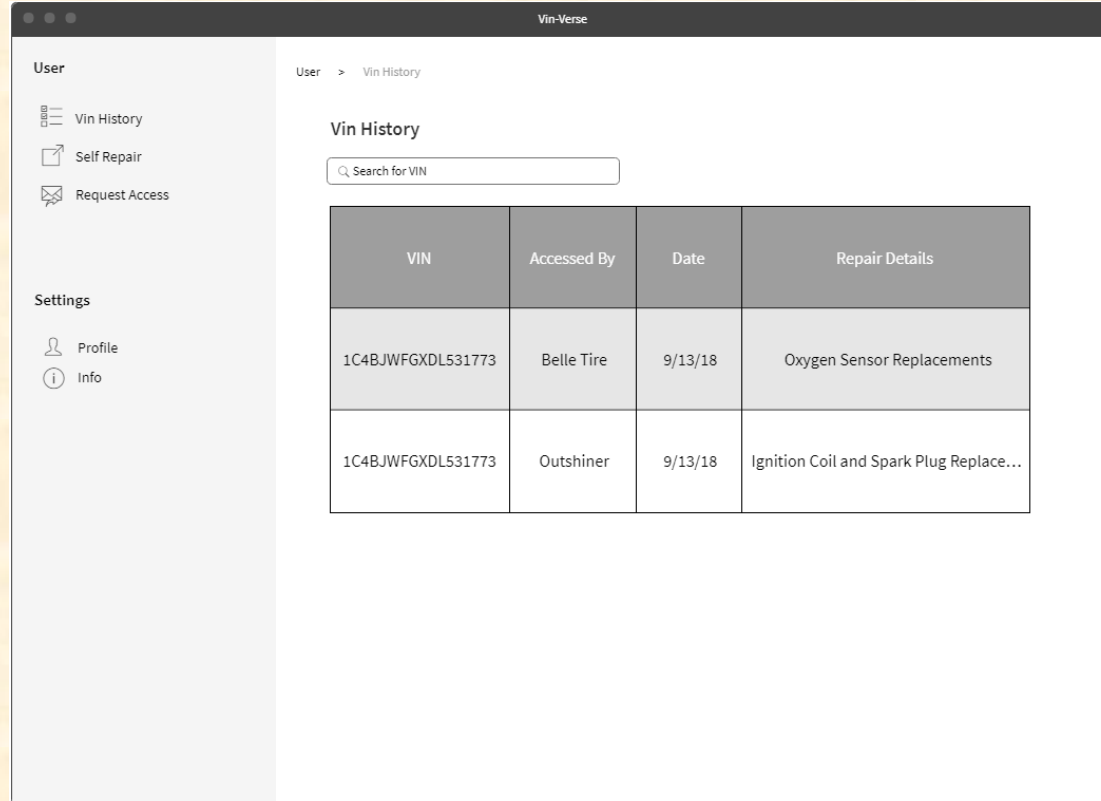 Vin-Verse
User
Vin History
Self Repair
Request Access
Settings
Profile
Info
User > Vin History
Vin History
Search for VIN
VIN Accessed By Date Repair Details
1C4BJWFGXDL531773 Belle Tire 9/13/18 Oxygen Sensor Replacements
1C4BJWFGXDL531773 Outshiner 9/13/18 Ignition Coil and Spark Plug Replace...